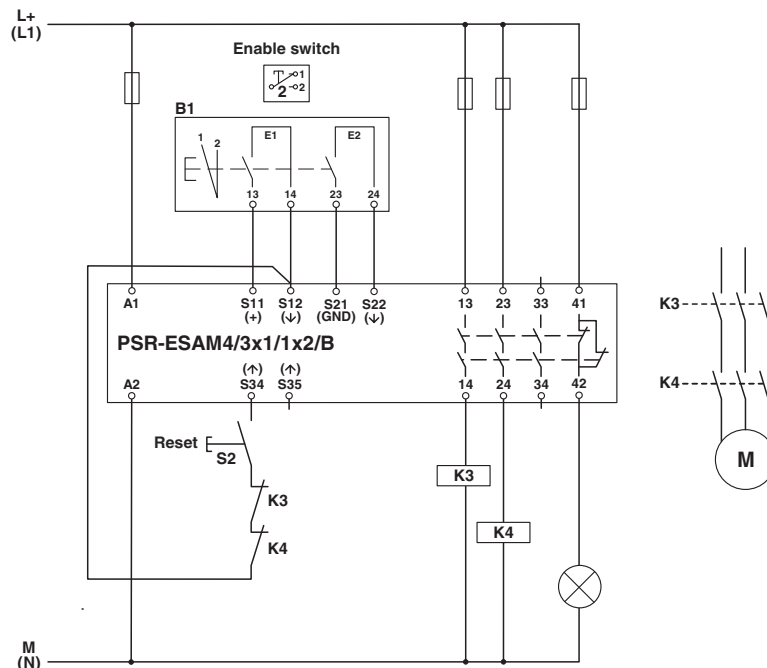 L+
(L1)
Enable switch
1
2
2
B1
1
2
E1
E2
13
14
23
24
A1
S11
(+)
S12
(↓)
S21
(GND)
S22
(↓)
13
23
33
41
PSR-ESAM4/3x1/1x2/B
A2
(↑)
S34
(↑)
S35
14
24
34
42
Reset
S2
K3
K4
K3
K4
K3
K4
M
M
(N)